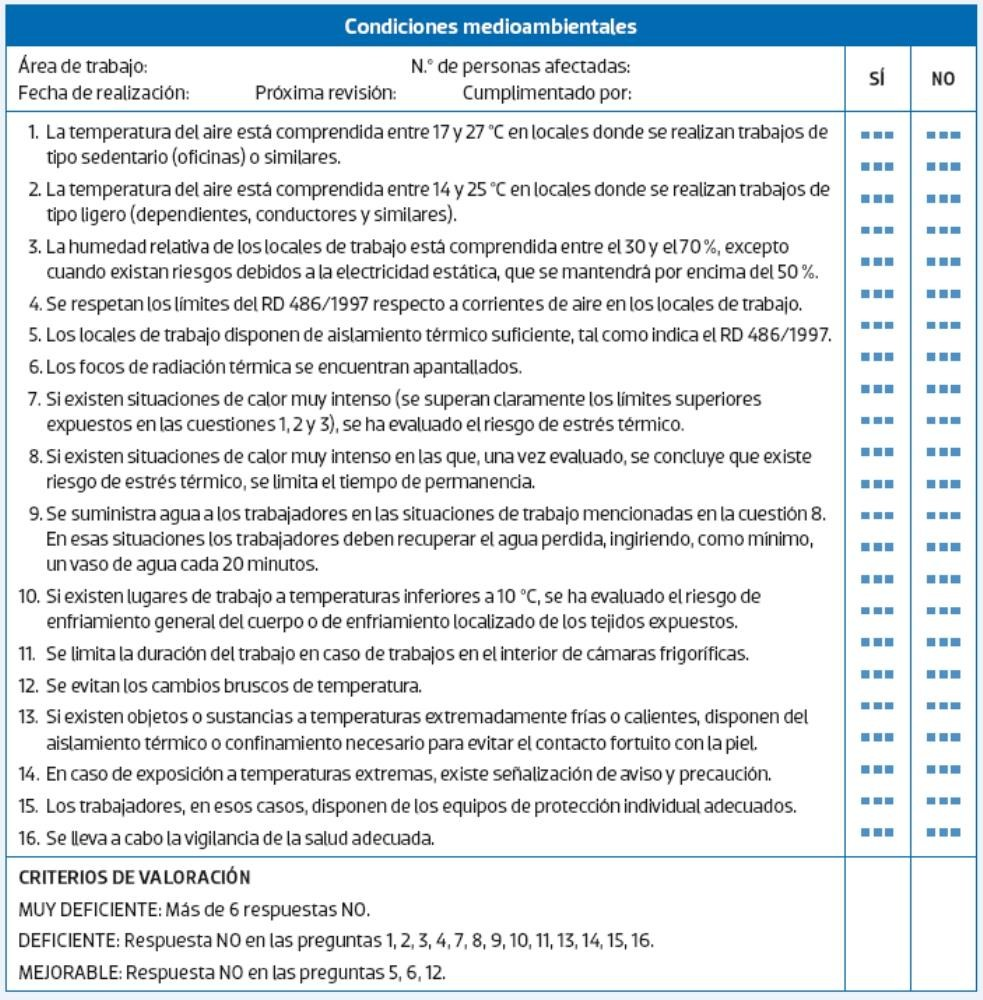 Condiciones medioambientales
Área de trabajo: N.º de personas afectadas:
Fecha de realización: Próxima revisión: Cumplimentado por:
SÍ NO
1. La temperatura del aire está comprendida entre 17 y 27 °C en locales donde se realizan trabajos de
tipo sedentario (oficinas) o similares.
2. La temperatura del aire está comprendida entre 14 y 25 °C en locales donde se realizan trabajos de
tipo ligero (dependientes, conductores y similares).
3. La humedad relativa de los locales de trabajo está comprendida entre el 30 y el 70 %, excepto
cuando existan riesgos debidos a la electricidad estática, que se mantendrá por encima del 50 %.
4. Se respetan los límites del RD 486/1997 respecto a corrientes de aire en los locales de trabajo.
5. Los locales de trabajo disponen de aislamiento térmico suficiente, tal como indica el RD 486/1997.
6. Los focos de radiación térmica se encuentran apantallados.
7. Si existen situaciones de calor muy intenso (se superan claramente los límites superiores
expuestos en las cuestiones 1, 2 y 3), se ha evaluado el riesgo de estrés térmico.
8. Si existen situaciones de calor muy intenso en las que, una vez evaluado, se concluye que existe
riesgo de estrés térmico, se limita el tiempo de permanencia.
9. Se suministra agua a los trabajadores en las situaciones de trabajo mencionadas en la cuestión 8.
En esas situaciones los trabajadores deben recuperar el agua perdida, ingiriendo, como mínimo,
un vaso de agua cada 20 minutos.
10. Si existen lugares de trabajo a temperaturas inferiores a 10 °C, se ha evaluado el riesgo de
enfriamiento general del cuerpo o de enfriamiento localizado de los tejidos expuestos.
11. Se limita la duración del trabajo en caso de trabajos en el interior de cámaras frigoríficas.
12. Se evitan los cambios bruscos de temperatura.
13. Si existen objetos o sustancias a temperaturas extremadamente frías o calientes, disponen del
aislamiento térmico o confinamiento necesario para evitar el contacto fortuito con la piel.
14. En caso de exposición a temperaturas extremas, existe señalización de aviso y precaución.
15. Los trabajadores, en esos casos, disponen de los equipos de protección individual adecuados.
16. Se lleva a cabo la vigilancia de la salud adecuada.
CRITERIOS DE VALORACIÓN
MUY DEFICIENTE: Más de 6 respuestas NO.
DEFICIENTE: Respuesta NO en las preguntas 1, 2, 3, 4, 7, 8, 9, 10, 11, 13, 14, 15, 16.
MEJORABLE: Respuesta NO en las preguntas 5, 6, 12.